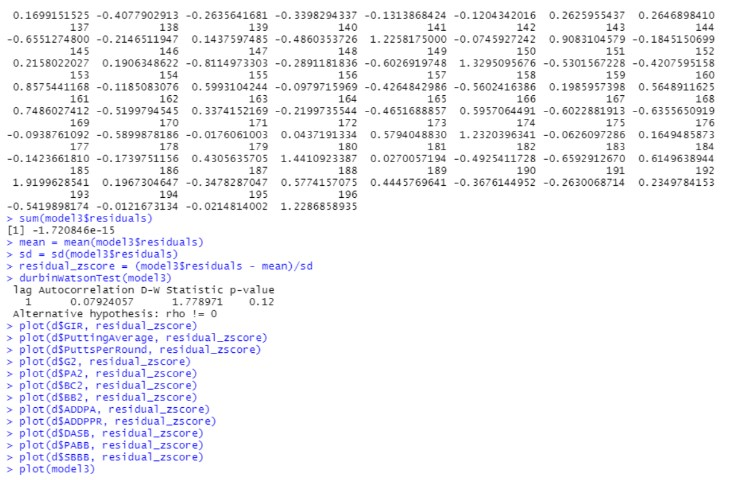 0.1699151525 -0.4077902913 -0.2635641681 -0.3398294337 -0.1313868424 -0.1204342016 0.2625955437 0.2646898410
137 138 139 140 141 142 143 144
-0.6551274800 -0.2146511947 0.1437597485 -0.4860353726 1.2258175000 -0.0745927242 0.9083104579 -0.1845150699
145 146 147 148 149 150 151 152
0.2158022027 0.1906348622 -0.8114973303 -0.2891181836 -0.6026919748 1.3295095676 -0.5301567228 -0.4207595158
153 154 155 156 157 158 159 160
0.8575441168 -0.1185083076 0.5993104244 -0.0979715969 -0.4264842986 -0.5602416386 0.1985957398 0.5648911625
161 162 163 164 165 166 167 168
0.7486027412 -0.5199794545 0.3374152169 -0.2199735544 -0.4651688857 0.5957064491 -0.6022881913 -0.6355650919
169 170 171 172 173 174 175 176
-0.0938761092 -0.5899878186 -0.0176061003 0.0437191334 0.5794048830 1.2320396341 -0.0626097286 0.1649485873
177 178 179 180 181 182 183 184
-0.1423661810 -0.1739751156 0.4305635705 1.4410923387 0.0270057194 -0.4925411728 -0.6592912670 0.6149638944
185 186 187 188 189 190 191 192
1.9199628541 0.1967304647 -0.3478287047 0.5774157075 0.4445769641 -0.3676144952 -0.2630068714 0.2349784153
193 194 195 196
-0.5419898174 -0.0121673134 -0.0214814002 1.2286858935
> sum(model3$residuals)
[1] -1.720846e-15
> mean = mean(model3$residuals)
> sd = sd(model3$residuals)
> residual_zscore = (model3$residuals - mean)/sd
> durbinwatsonTest(model3)
lag Autocorrelation D-W Statistic p-value
1 0.07924057 1.778971 0.12
Alternative hypothesis: rho != 0
> plot(d$GIR, residual_zscore)
> plot(d$PuttingAverage, residual_zscore)
> plot(d$PuttsPerRound, residual_zscore)
> plot(d$G2, residual_zscore)
> plot(d$PA2, residual_zscore)
> plot(d$BC2, residual_zscore)
> plot(d$BB2, residual_zscore)
> plot(d$ADDPA, residual_zscore)
> plot(d$ADDPPR, residual_zscore)
> plot(d$DASB, residual_zscore)
> plot(d$PABB, residual_zscore)
> plot(d$SBBB, residual_zscore)
> plot(model3)